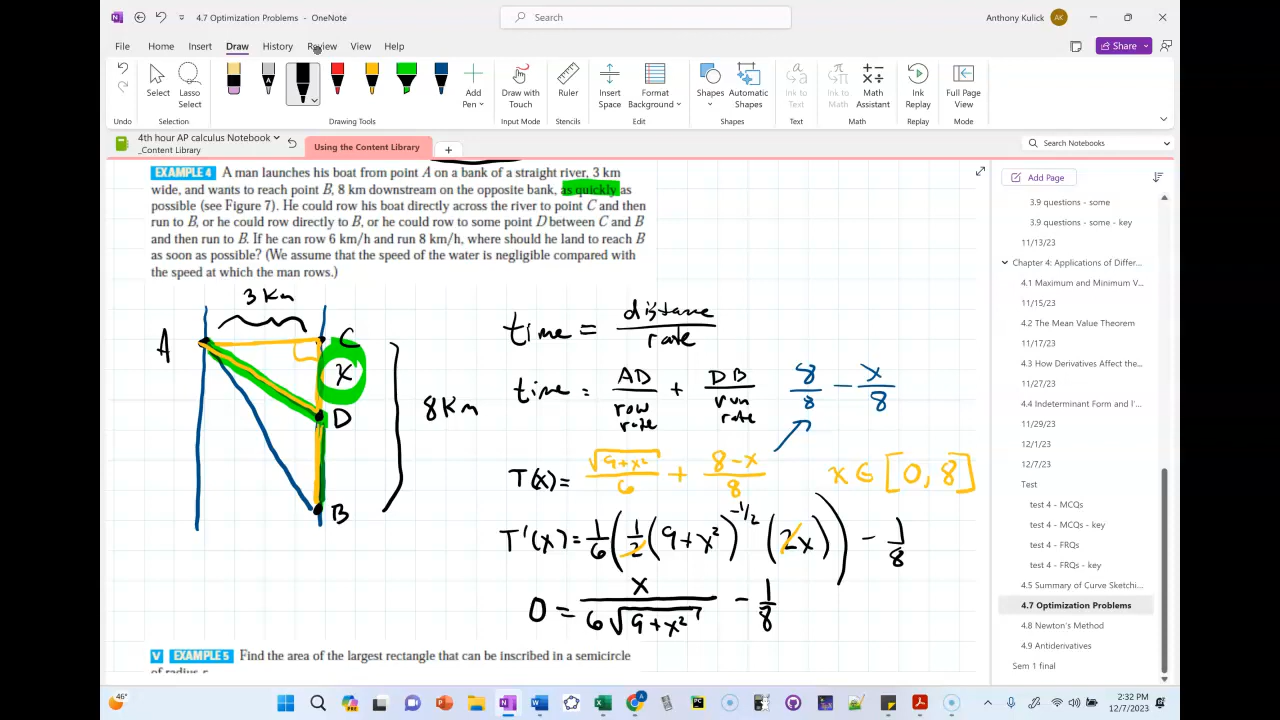 4.7 Optimization Problems - OneNote
Search
Anthony Kulick
AK
File Home Insert Draw History Review View Help
Share
Undo
Select
Lasso Select
Add Pen
Draw with Touch
Ruler
Insert Space
Format Background
Shapes
Automatic Shapes
Ink to Text
Ink to Math
Math Assistant
Ink Replay
Full Page View
Undo Selection Drawing Tools Input Mode Stencils Edit Shapes Text Math Replay Mode
4th hour AP calculus Notebook
_Content Library
Using the Content Library
Search Notebooks
EXAMPLE 4 A man launches his boat from point A on a bank of a straight river, 3 km
wide, and wants to reach point B, 8 km downstream on the opposite bank, as quickly as
possible (see Figure 7). He could row his boat directly across the river to point C and then
run to B, or he could row directly to B, or he could row to some point D between C and B
and then run to B. If he can row 6 km/h and run 8 km/h, where should he land to reach B
as soon as possible? (We assume that the speed of the water is negligible compared with
the speed at which the man rows.)
3 Km
A
C
X
D
B
8 Km
time = distance / rate
time = AD / row rate + DB / run rate
8/8 - x/8
T(x) = √(9+x²) / 6 + (8-x) / 8
x ∈ [0, 8]
T'(x) = 1/6 (1/2 (9+x²)^(-1/2) (2x)) - 1/8
0 = x / 6√(9+x²) - 1/8
V EXAMPLE 5 Find the area of the largest rectangle that can be inscribed in a semicircle
of radius r.
Add Page
3.9 questions - some
3.9 questions - some - key
11/13/23
Chapter 4: Applications of Differ...
4.1 Maximum and Minimum V...
11/15/23
4.2 The Mean Value Theorem
11/17/23
4.3 How Derivatives Affect the...
11/27/23
4.4 Indeterminant Form and l'...
11/29/23
12/1/23
12/7/23
Test
test 4 - MCQs
test 4 - MCQs - key
test 4 - FRQs
test 4 - FRQs - key
4.5 Summary of Curve Sketchi...
4.7 Optimization Problems
4.8 Newton's Method
4.9 Antiderivatives
Sem 1 final
46°
2:32 PM
12/7/2023